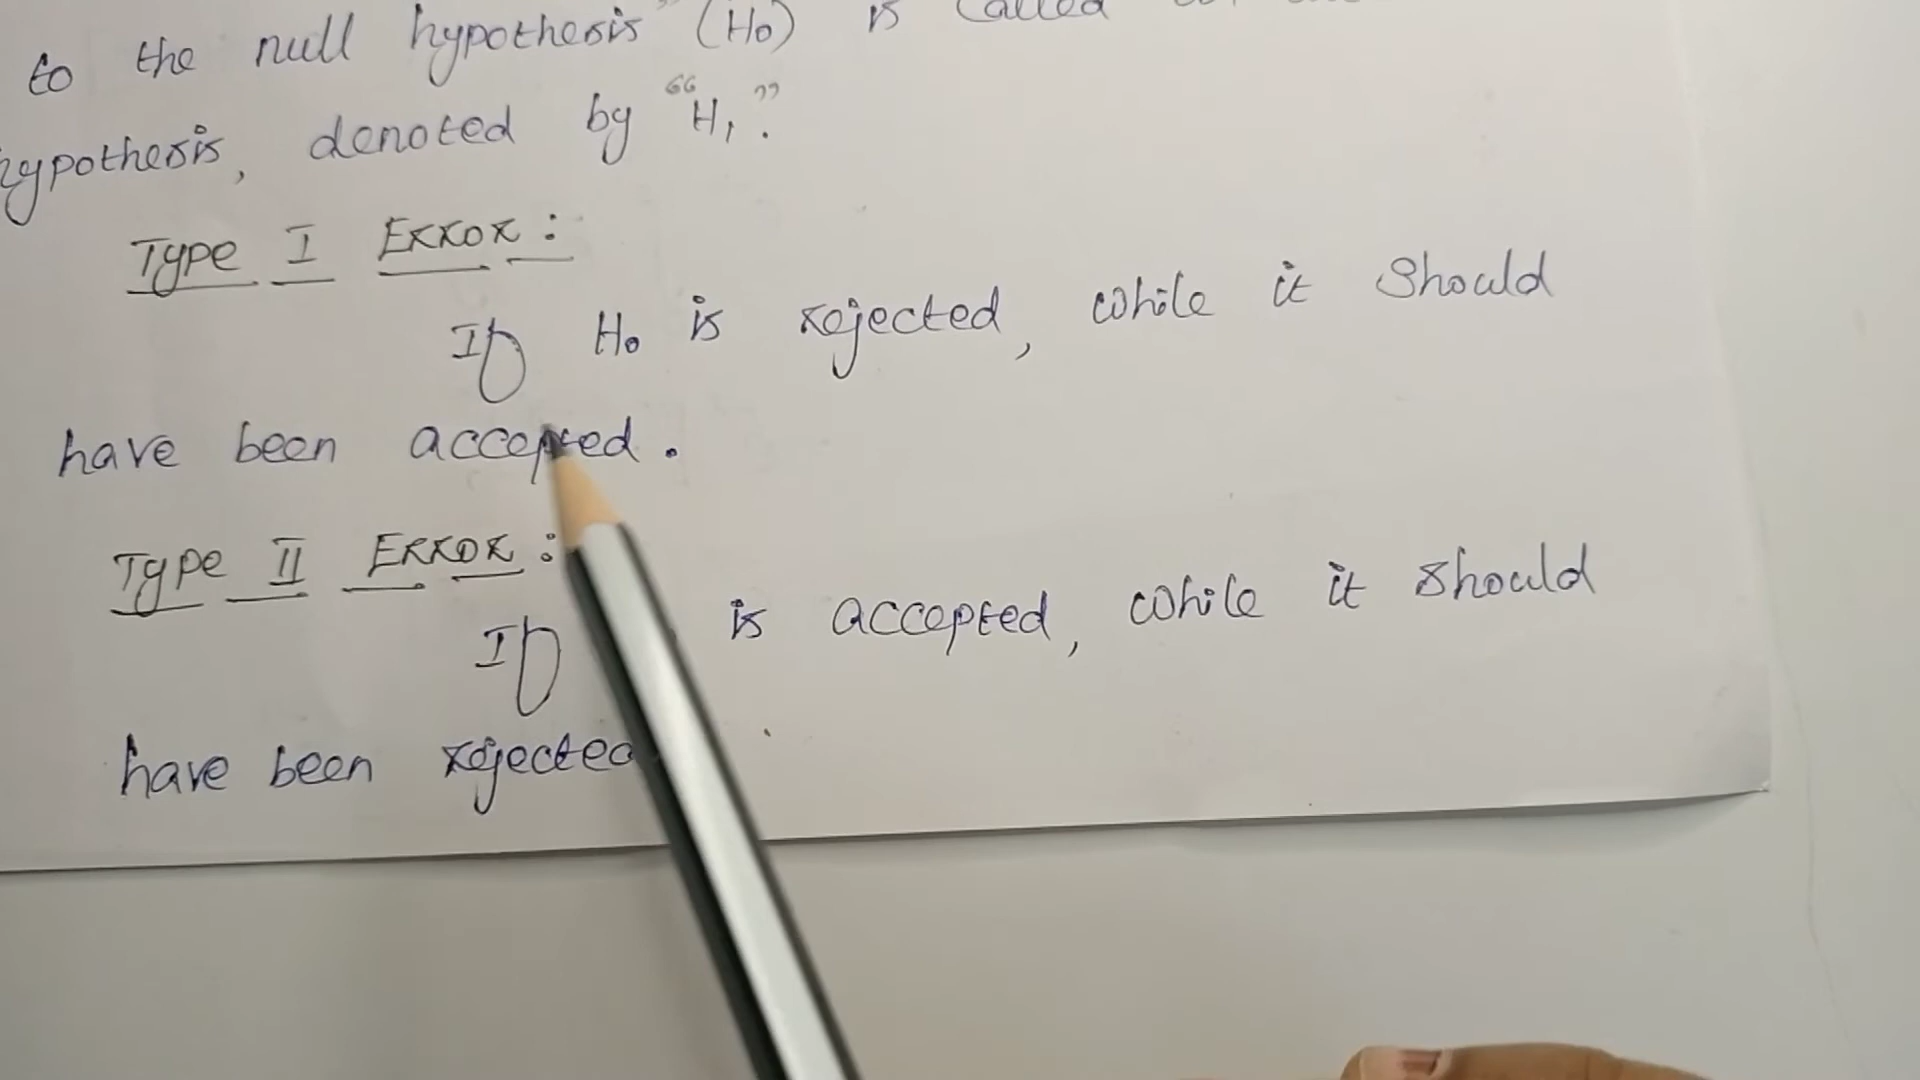 to the null hypothesis" (H₀) is called
hypothesis, denoted by "H₁".
Type I Error:
If H₀ is rejected, while it should
have been accepted.
Type II Error:
If is accepted, while it should
have been rejected